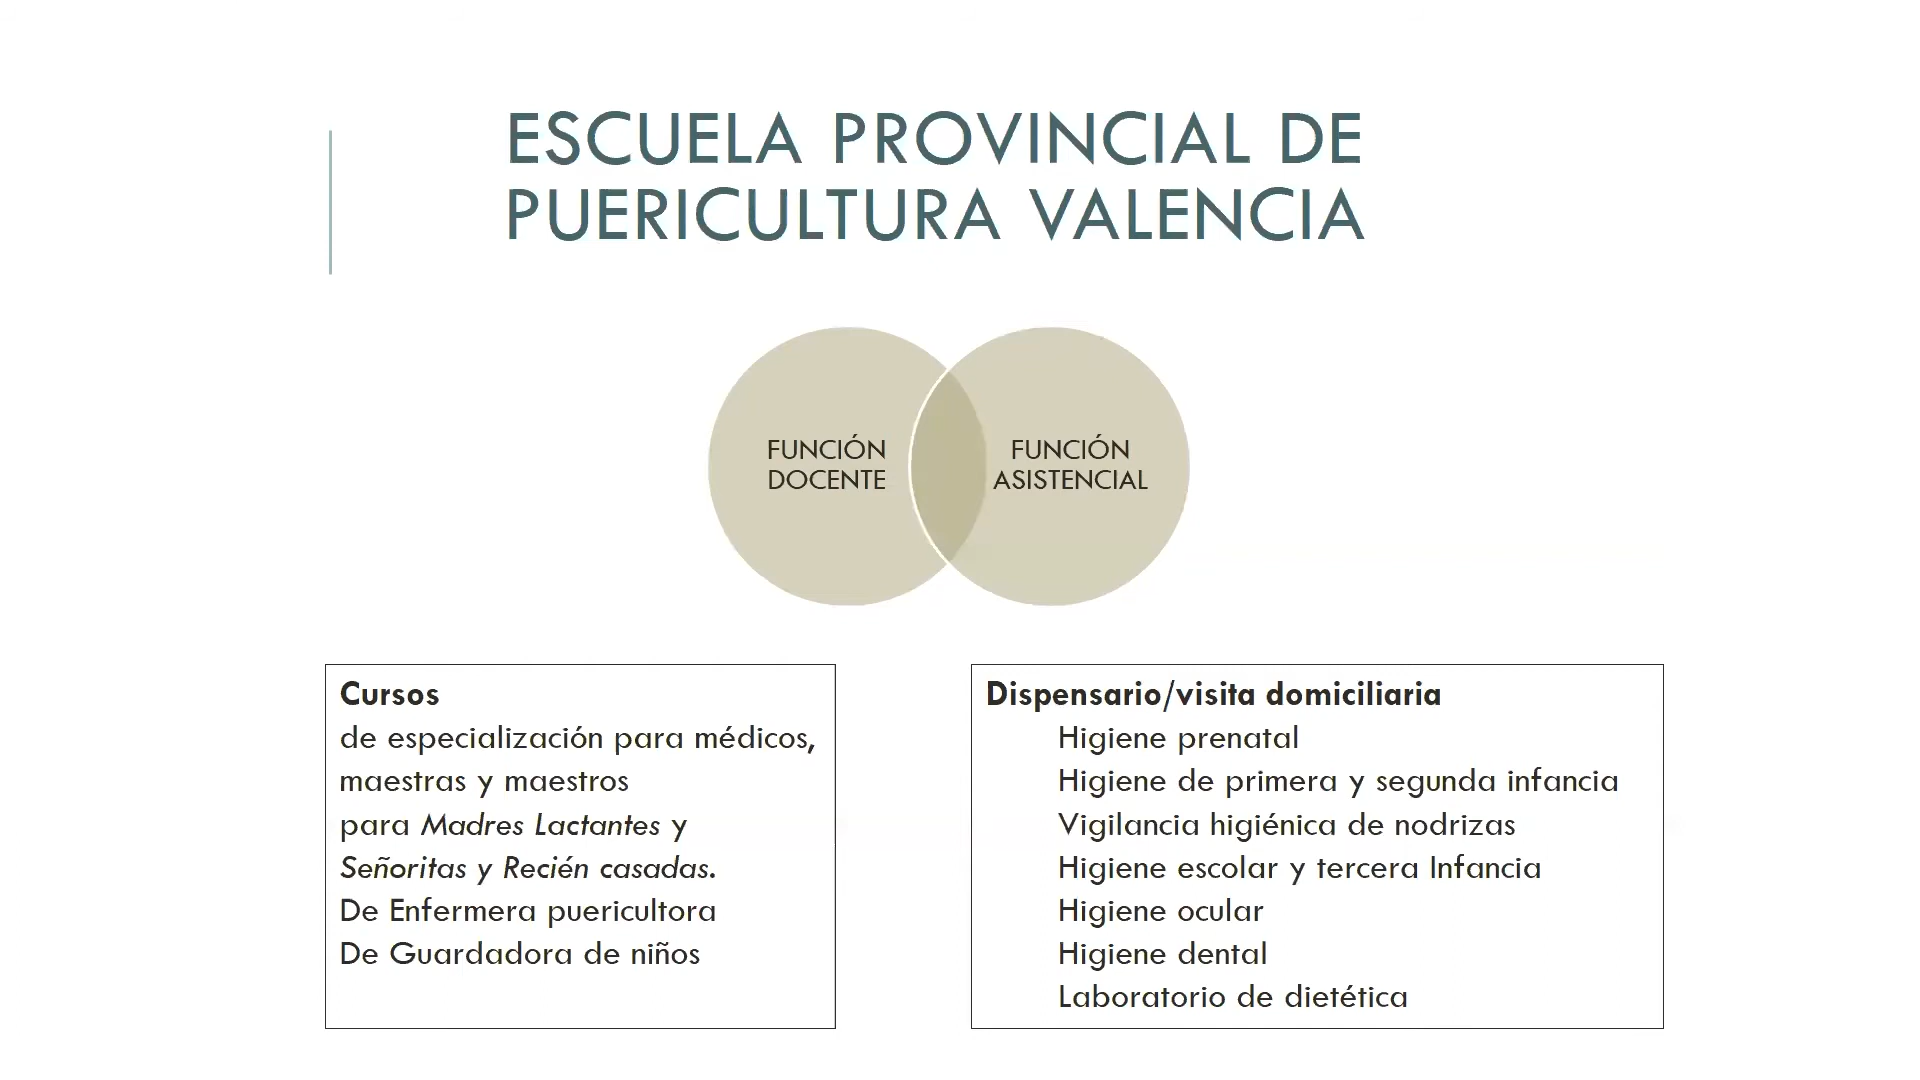 ESCUELA PROVINCIAL DE
PUERICULTURA VALENCIA
FUNCIÓN
DOCENTE
FUNCIÓN
ASISTENCIAL
Cursos
de especialización para médicos,
maestras y maestros
para Madres Lactantes y
Señoritas y Recién casadas.
De Enfermera puericultora
De Guardadora de niños
Dispensario/visita domiciliaria
Higiene prenatal
Higiene de primera y segunda infancia
Vigilancia higiénica de nodrizas
Higiene escolar y tercera Infancia
Higiene ocular
Higiene dental
Laboratorio de dietética